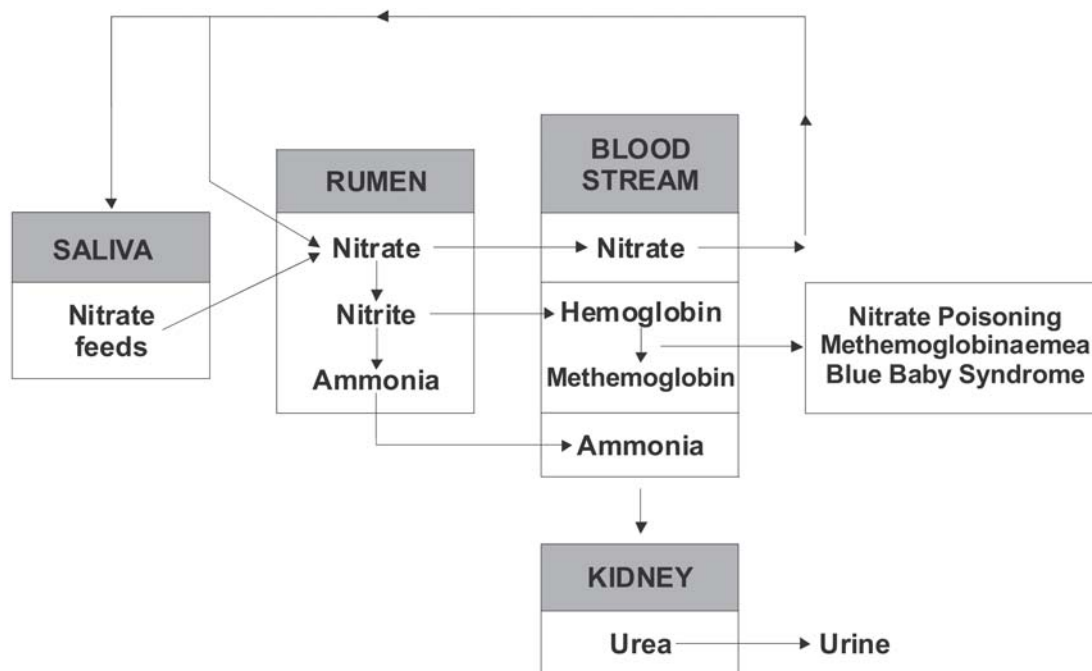 SALIVA
Nitrate
feeds
RUMEN
Nitrate
Nitrite
Ammonia
BLOOD
STREAM
Nitrate
Hemoglobin
Methemoglobin
Ammonia
Nitrate Poisoning
Methemoglobinaemea
Blue Baby Syndrome
KIDNEY
Urea
Urine